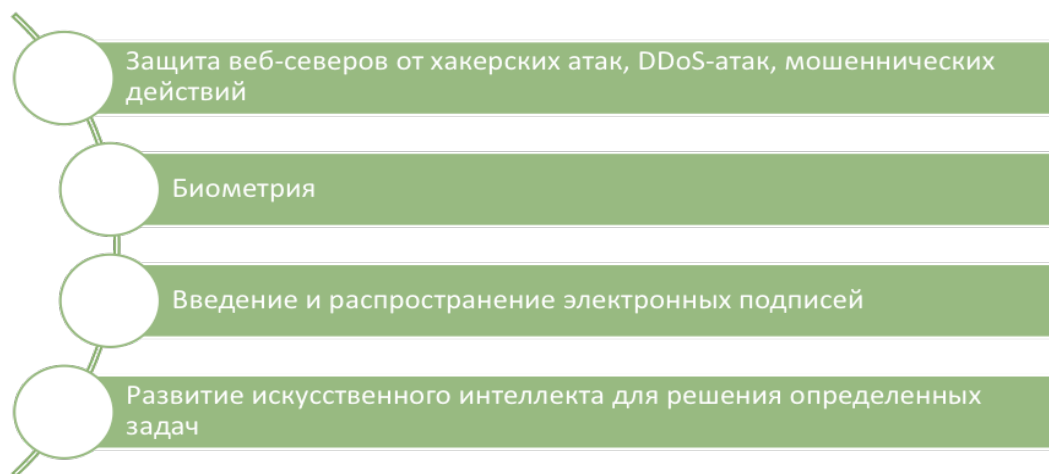 Защита веб-северов от хакерских атак, DDoS-атак, мошеннических
действий
Биометрия
Введение и распространение электронных подписей
Развитие искусственного интеллекта для решения определенных
задач